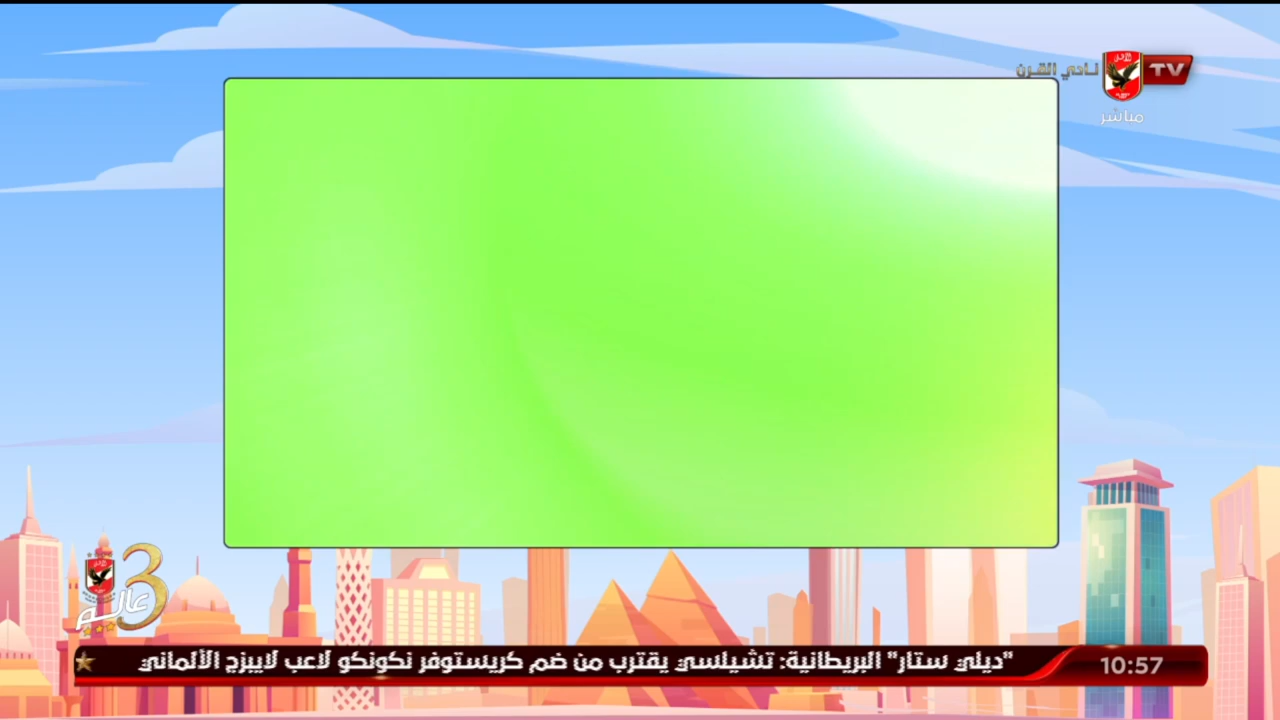 نادي القرن
TV
مباشر
3
عالم
"ديلي ستار" البريطانية: تشيلسي يقترب من ضم كريستوفر نكونكو لاعب لايبزج الألماني
10:57